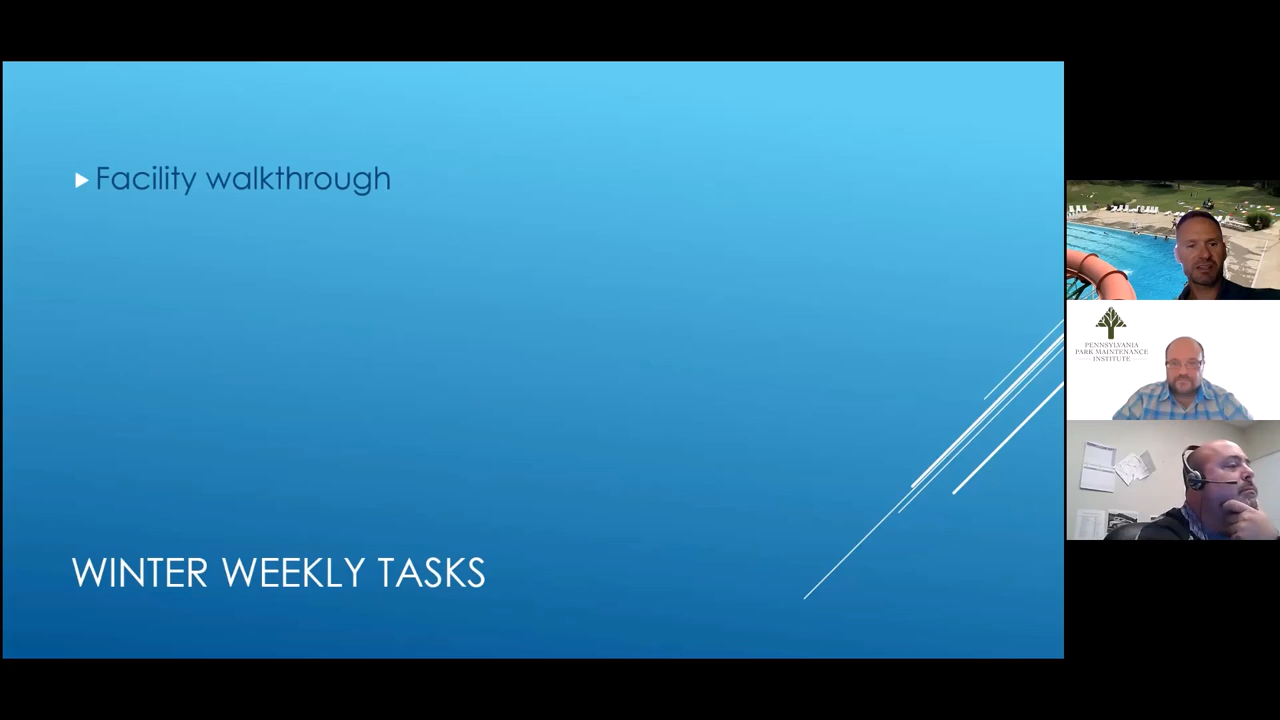 Facility walkthrough
WINTER WEEKLY TASKS
PENNSYLVANIA
PARK MAINTENANCE
INSTITUTE